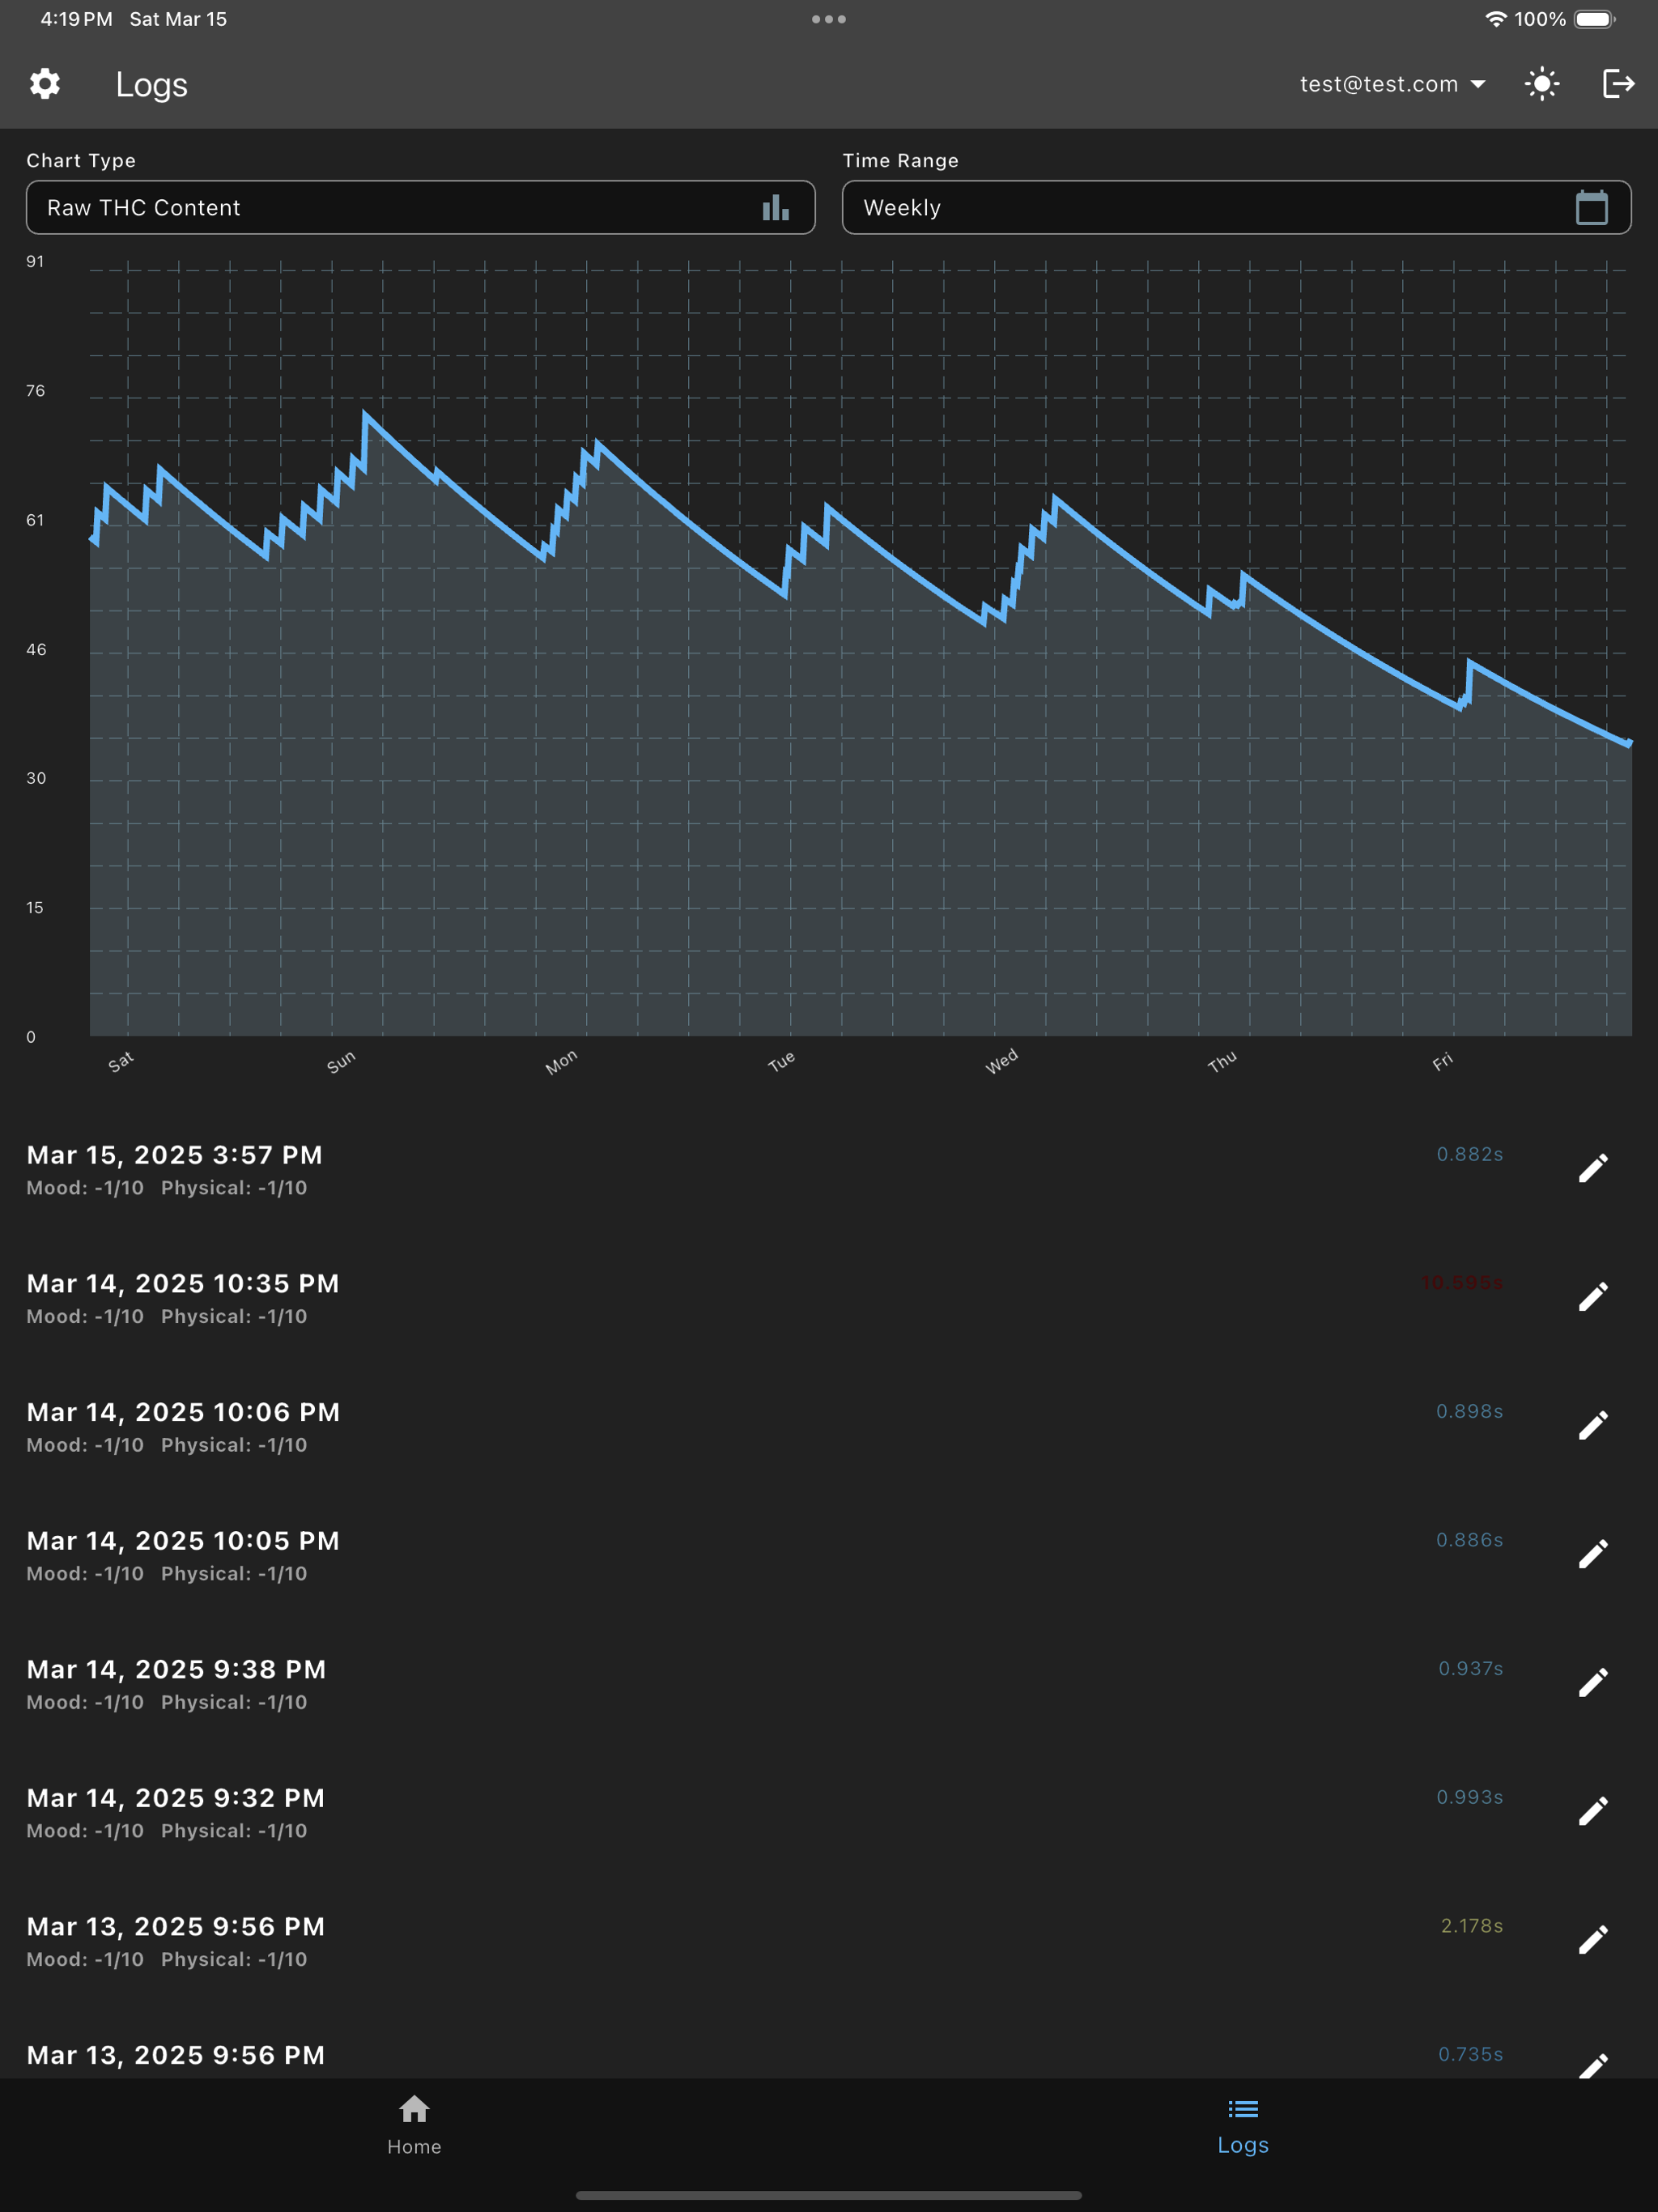 4:19 PM Sat Mar 15
100%
Logs
test@test.com
Chart Type
Time Range
Raw THC Content
Weekly
91
76
61
46
30
15
0
Sat Sun Mon Tue Wed Thu Fri
Mar 15, 2025 3:57 PM 0.882s
Mood: -1/10 Physical: -1/10
Mar 14, 2025 10:35 PM 10.595s
Mood: -1/10 Physical: -1/10
Mar 14, 2025 10:06 PM 0.898s
Mood: -1/10 Physical: -1/10
Mar 14, 2025 10:05 PM 0.886s
Mood: -1/10 Physical: -1/10
Mar 14, 2025 9:38 PM 0.937s
Mood: -1/10 Physical: -1/10
Mar 14, 2025 9:32 PM 0.993s
Mood: -1/10 Physical: -1/10
Mar 13, 2025 9:56 PM 2.178s
Mood: -1/10 Physical: -1/10
Mar 13, 2025 9:56 PM 0.735s
Home
Logs